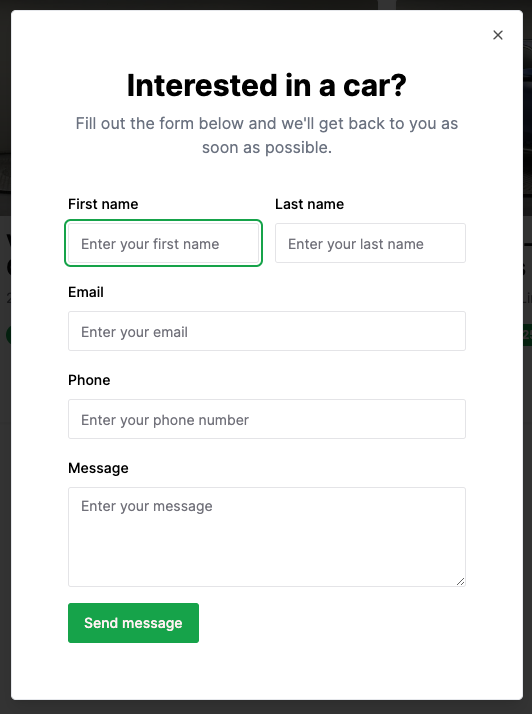 Interested in a car?
Fill out the form below and we'll get back to you as
soon as possible.
First name
Last name
Enter your first name
Enter your last name
Email
Enter your email
Phone
Enter your phone number
Message
Enter your message
Send message